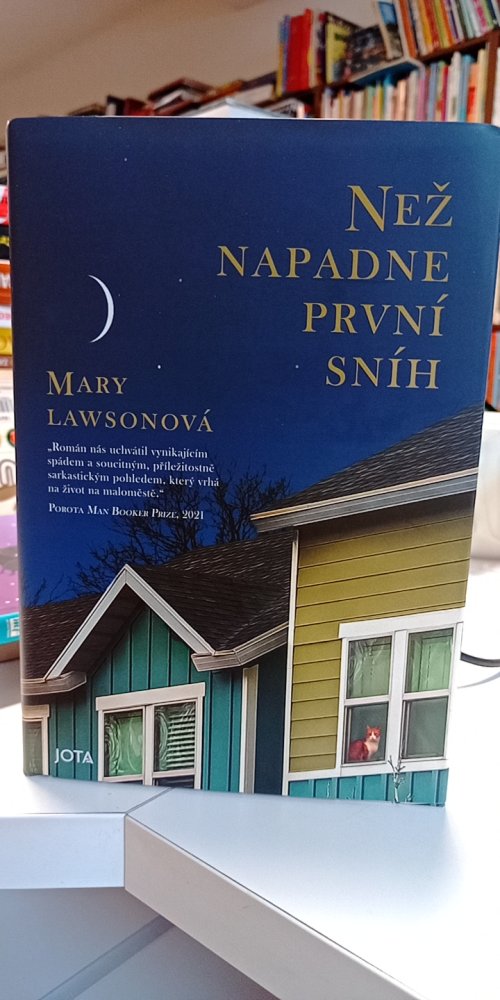 NEŽ
NAPADNE
PRVNÍ
SNÍH
MARY
LAWSONOVÁ
„Román nás uchvátil vynikajícím
spádem a soucitným, příležitostně
sarkastickým pohledem, který vrhá
na život na maloměstě.“
POROTA MAN BOOKER PRIZE, 2021
JOTA